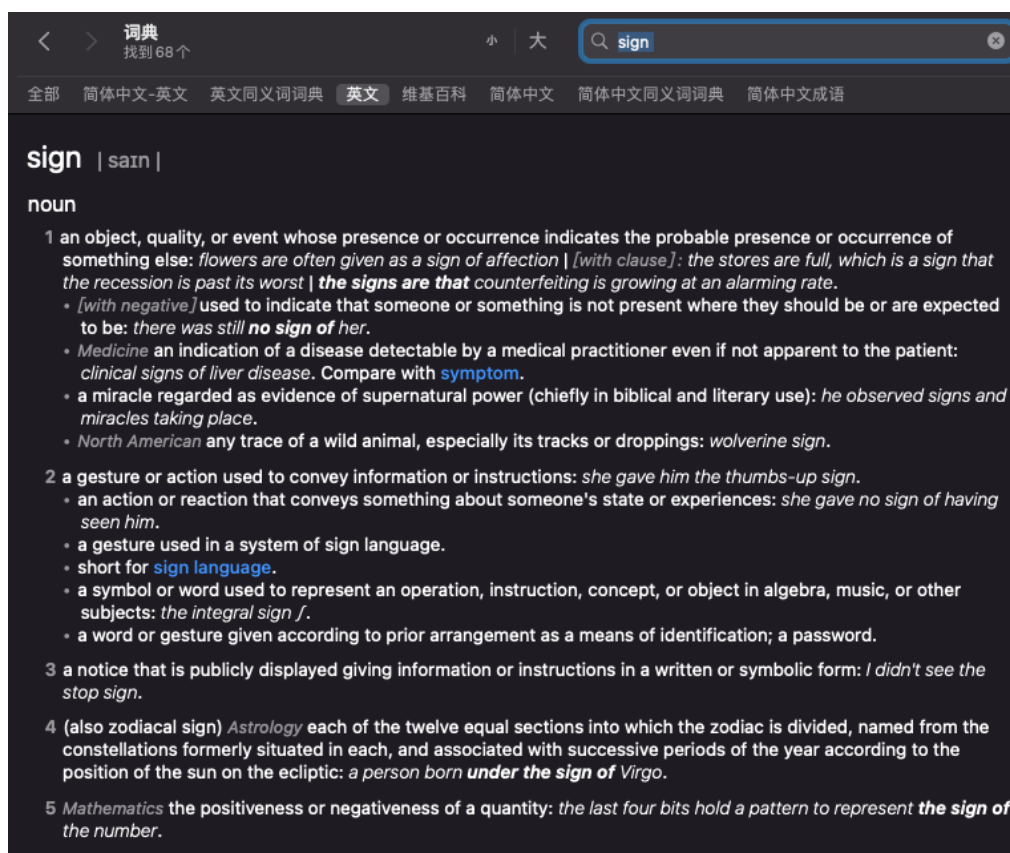 词典
找到 68 个
小 大
sign
全部 简体中文-英文 英文同义词词典 英文 维基百科 简体中文 简体中文同义词词典 简体中文成语
sign | saɪn |
noun
1 an object, quality, or event whose presence or occurrence indicates the probable presence or occurrence of
something else: flowers are often given as a sign of affection | [with clause]: the stores are full, which is a sign that
the recession is past its worst | the signs are that counterfeiting is growing at an alarming rate.
• [with negative] used to indicate that someone or something is not present where they should be or are expected
to be: there was still no sign of her.
• Medicine an indication of a disease detectable by a medical practitioner even if not apparent to the patient:
clinical signs of liver disease. Compare with symptom.
• a miracle regarded as evidence of supernatural power (chiefly in biblical and literary use): he observed signs and
miracles taking place.
• North American any trace of a wild animal, especially its tracks or droppings: wolverine sign.
2 a gesture or action used to convey information or instructions: she gave him the thumbs-up sign.
• an action or reaction that conveys something about someone's state or experiences: she gave no sign of having
seen him.
• a gesture used in a system of sign language.
• short for sign language.
• a symbol or word used to represent an operation, instruction, concept, or object in algebra, music, or other
subjects: the integral sign ∫.
• a word or gesture given according to prior arrangement as a means of identification; a password.
3 a notice that is publicly displayed giving information or instructions in a written or symbolic form: I didn't see the
stop sign.
4 (also zodiacal sign) Astrology each of the twelve equal sections into which the zodiac is divided, named from the
constellations formerly situated in each, and associated with successive periods of the year according to the
position of the sun on the ecliptic: a person born under the sign of Virgo.
5 Mathematics the positiveness or negativeness of a quantity: the last four bits hold a pattern to represent the sign of
the number.